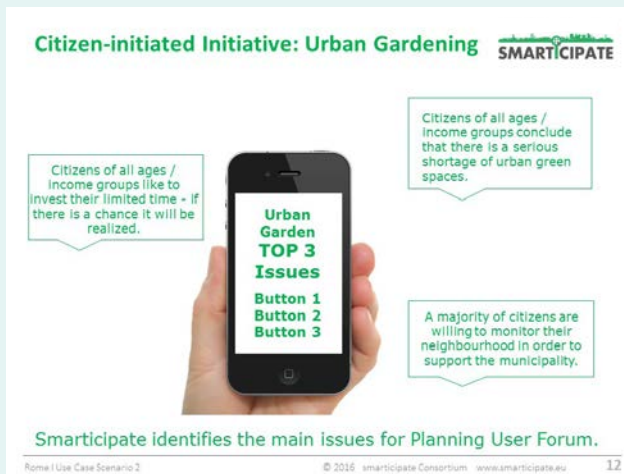 Citizen-initiated Initiative: Urban Gardening
SMARTICIPATE
Citizens of all ages /
income groups conclude
that there is a serious
shortage of urban green
spaces.
Citizens of all ages /
income groups like to
invest their limited time - if
there is a chance it will be
realized.
Urban
Garden
TOP 3
Issues
Button 1
Button 2
Button 3
A majority of citizens are
willing to monitor their
neighbourhood in order to
support the municipality.
Smarticipate identifies the main issues for Planning User Forum.
Rome I Use Case Scenario 2
© 2016 smarticipate Consortium www.smarticipate.eu
12